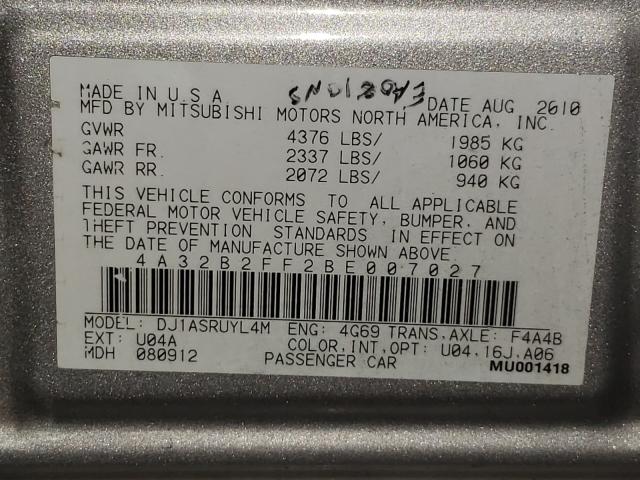 MADE IN U S A DATE AUG 2010
MFD BY MITSUBISHI MOTORS NORTH AMERICA, INC.
GVWR 4376 LBS/ 1985 KG
GAWR FR. 2337 LBS/ 1060 KG
GAWR RR. 2072 LBS/ 940 KG
THIS VEHICLE CONFORMS TO ALL APPLICABLE
FEDERAL MOTOR VEHICLE SAFETY, BUMPER, AND
THEFT PREVENTION STANDARDS IN EFFECT ON
THE DATE OF MANUFACTURE SHOWN ABOVE.
4A32B2FF2BE007027
MODEL: DJ1ASRUYL4M ENG: 4G69 TRANS,AXLE: F4A4B
EXT: U04A COLOR,INT,OPT: U04,16J,A06
MDH 080912 PASSENGER CAR MU001418